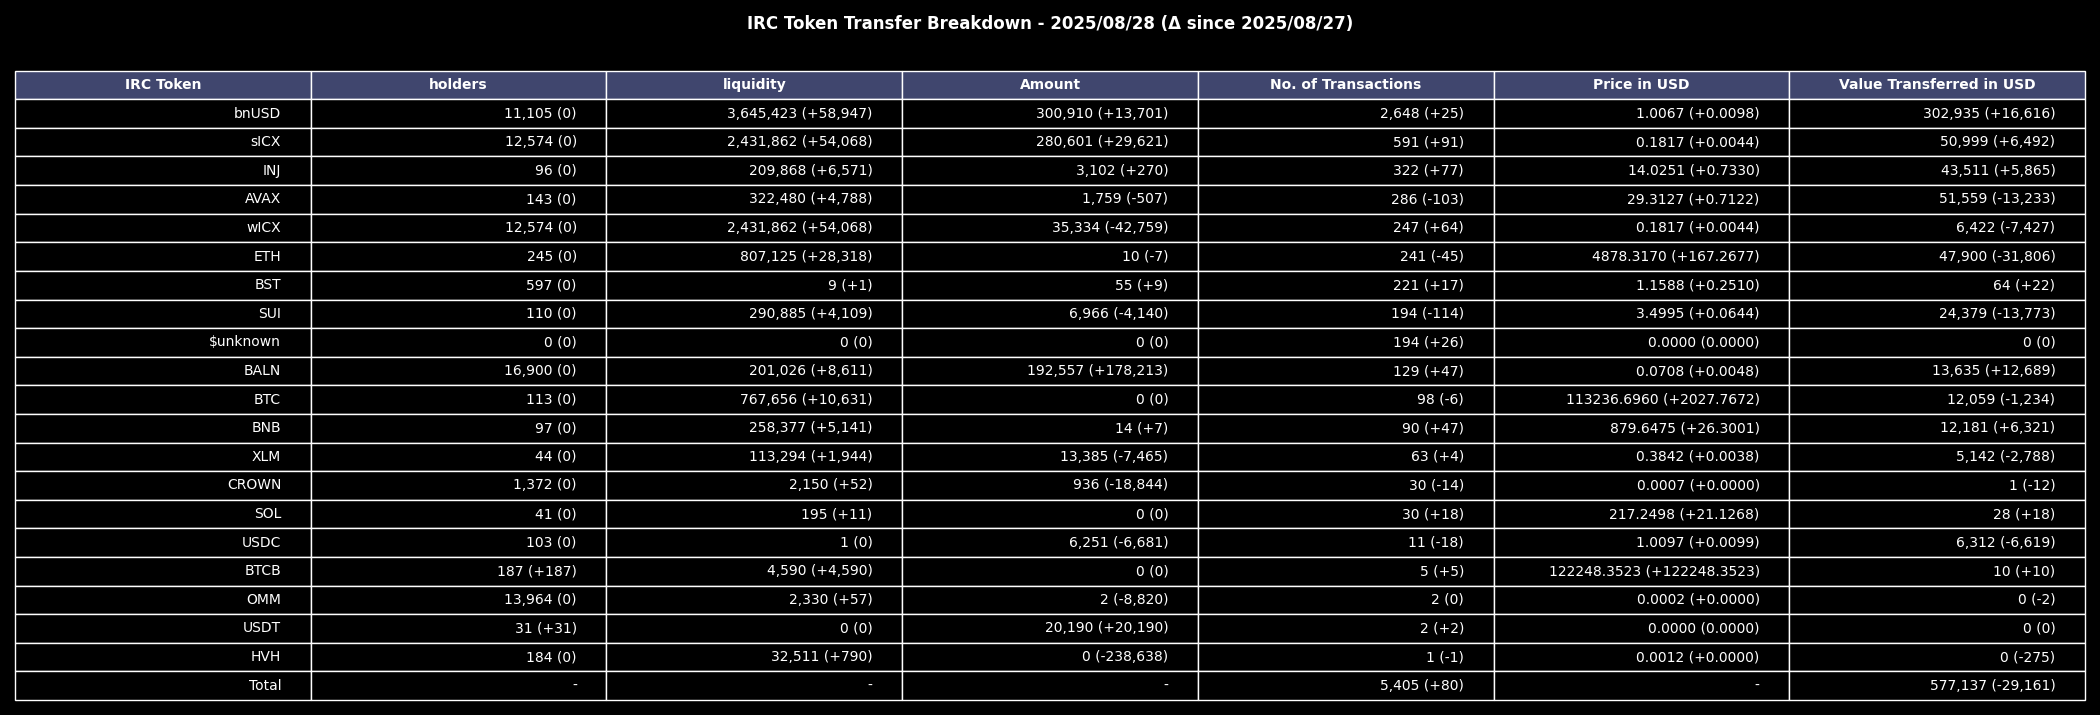 IRC Token Transfer Breakdown - 2025/08/28 (Δ since 2025/08/27)
IRC Token holders liquidity Amount No. of Transactions Price in USD Value Transferred in USD
bnUSD 11,105 (0) 3,645,423 (+58,947) 300,910 (+13,701) 2,648 (+25) 1.0067 (+0.0098) 302,935 (+16,616)
sICX 12,574 (0) 2,431,862 (+54,068) 280,601 (+29,621) 591 (+91) 0.1817 (+0.0044) 50,999 (+6,492)
INJ 96 (0) 209,868 (+6,571) 3,102 (+270) 322 (+77) 14.0251 (+0.7330) 43,511 (+5,865)
AVAX 143 (0) 322,480 (+4,788) 1,759 (-507) 286 (-103) 29.3127 (+0.7122) 51,559 (-13,233)
wICX 12,574 (0) 2,431,862 (+54,068) 35,334 (-42,759) 247 (+64) 0.1817 (+0.0044) 6,422 (-7,427)
ETH 245 (0) 807,125 (+28,318) 10 (-7) 241 (-45) 4878.3170 (+167.2677) 47,900 (-31,806)
BST 597 (0) 9 (+1) 55 (+9) 221 (+17) 1.1588 (+0.2510) 64 (+22)
SUI 110 (0) 290,885 (+4,109) 6,966 (-4,140) 194 (-114) 3.4995 (+0.0644) 24,379 (-13,773)
$unknown 0 (0) 0 (0) 0 (0) 194 (+26) 0.0000 (0.0000) 0 (0)
BALN 16,900 (0) 201,026 (+8,611) 192,557 (+178,213) 129 (+47) 0.0708 (+0.0048) 13,635 (+12,689)
BTC 113 (0) 767,656 (+10,631) 0 (0) 98 (-6) 113236.6960 (+2027.7672) 12,059 (-1,234)
BNB 97 (0) 258,377 (+5,141) 14 (+7) 90 (+47) 879.6475 (+26.3001) 12,181 (+6,321)
XLM 44 (0) 113,294 (+1,944) 13,385 (-7,465) 63 (+4) 0.3842 (+0.0038) 5,142 (-2,788)
CROWN 1,372 (0) 2,150 (+52) 936 (-18,844) 30 (-14) 0.0007 (+0.0000) 1 (-12)
SOL 41 (0) 195 (+11) 0 (0) 30 (+18) 217.2498 (+21.1268) 28 (+18)
USDC 103 (0) 1 (0) 6,251 (-6,681) 11 (-18) 1.0097 (+0.0099) 6,312 (-6,619)
BTCB 187 (+187) 4,590 (+4,590) 0 (0) 5 (+5) 122248.3523 (+122248.3523) 10 (+10)
OMM 13,964 (0) 2,330 (+57) 2 (-8,820) 2 (0) 0.0002 (+0.0000) 0 (-2)
USDT 31 (+31) 0 (0) 20,190 (+20,190) 2 (+2) 0.0000 (0.0000) 0 (0)
HVH 184 (0) 32,511 (+790) 0 (-238,638) 1 (-1) 0.0012 (+0.0000) 0 (-275)
Total - - - 5,405 (+80) - 577,137 (-29,161)